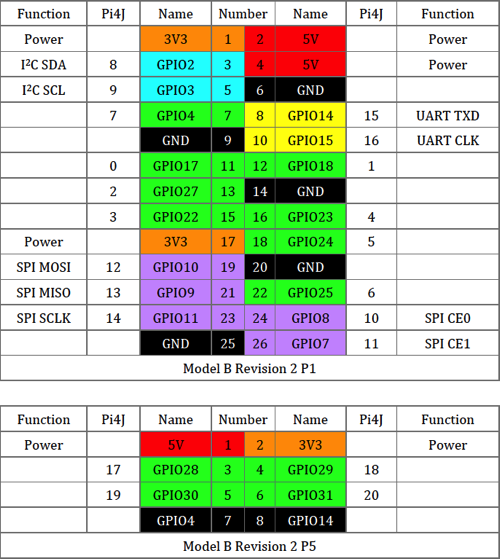 Function Pi4J Name Number Name Pi4J Function
Power 3V3 1 2 5V Power
I²C SDA 8 GPIO2 3 4 5V Power
I²C SCL 9 GPIO3 5 6 GND
7 GPIO4 7 8 GPIO14 15 UART TXD
GND 9 10 GPIO15 16 UART CLK
0 GPIO17 11 12 GPIO18 1
2 GPIO27 13 14 GND
3 GPIO22 15 16 GPIO23 4
Power 3V3 17 18 GPIO24 5
SPI MOSI 12 GPIO10 19 20 GND
SPI MISO 13 GPIO9 21 22 GPIO25 6
SPI SCLK 14 GPIO11 23 24 GPIO8 10 SPI CE0
GND 25 26 GPIO7 11 SPI CE1
Model B Revision 2 P1
Function Pi4J Name Number Name Pi4J Function
Power 5V 1 2 3V3 Power
17 GPIO28 3 4 GPIO29 18
19 GPIO30 5 6 GPIO31 20
GPIO4 7 8 GPIO14
Model B Revision 2 P5